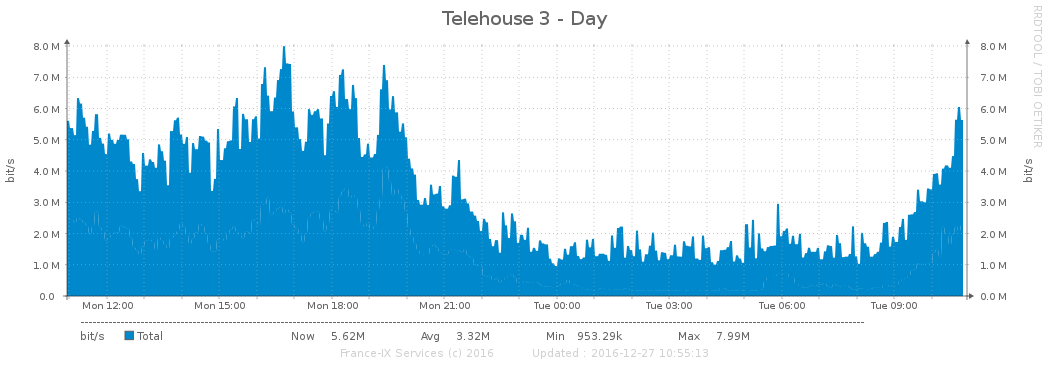 Telehouse 3 - Day
RRDTOOL / TOBI OETIKER
8.0 M 8.0 M
7.0 M 7.0 M
6.0 M 6.0 M
5.0 M 5.0 M
4.0 M 4.0 M
3.0 M 3.0 M
2.0 M 2.0 M
1.0 M 1.0 M
0.0 0.0 M
bit/s bit/s
Mon 12:00 Mon 15:00 Mon 18:00 Mon 21:00 Tue 00:00 Tue 03:00 Tue 06:00 Tue 09:00
bit/s Total Now 5.62M Avg 3.32M Min 953.29k Max 7.99M
France-IX Services (c) 2016 Updated : 2016-12-27 10:55:13